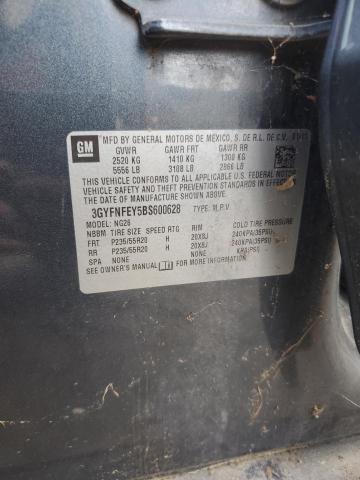 GM
MFD BY GENERAL MOTORS DE MEXICO, S. DE R.L. DE C.V.
GVWR GAWR FRT GAWR RR
2520 KG 1410 KG 1300 KG
5556 LB 3108 LB 2866 LB
THIS VEHICLE CONFORMS TO ALL APPLICABLE U.S. FEDERAL MOTOR
VEHICLE SAFETY AND THEFT PREVENTION STANDARDS IN EFFECT ON
THE DATE OF MANUFACTURE SHOWN ABOVE.
3GYFNFEY5BS600628 TYPE: M.P.V.
MODEL: NG26
NBBM TIRE SIZE SPEED RTG RIM COLD TIRE PRESSURE
FRT P235/55R20 H 20X8J 240KPA(35PSI)
RR P235/55R20 H 20X8J 240KPA(35PSI)
SPA NONE NONE KPA(PSI)
SEE OWNER'S MANUAL FOR MORE INFORMATION.